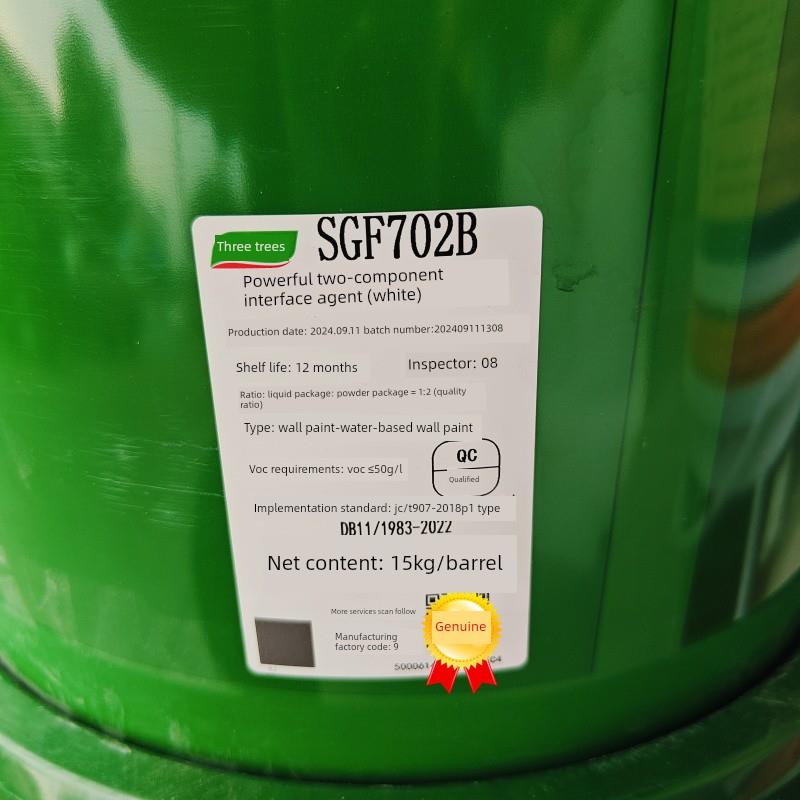 Three trees
SGF702B
Powerful two-component
interface agent (white)
Production date: 2024.09.11 batch number:202409111308
Shelf life: 12 months
Inspector: 08
Ratio: liquid package: powder package = 1:2 (quality
ratio)
Type: wall paint-water-based wall paint
Voc requirements: voc ≤50g/l
QC
Qualified
Implementation standard: jc/t907-2018p1 type
DB11/1983-2022
Net content: 15kg/barrel
More services scan follow
Genuine
Manufacturing
factory code: 9